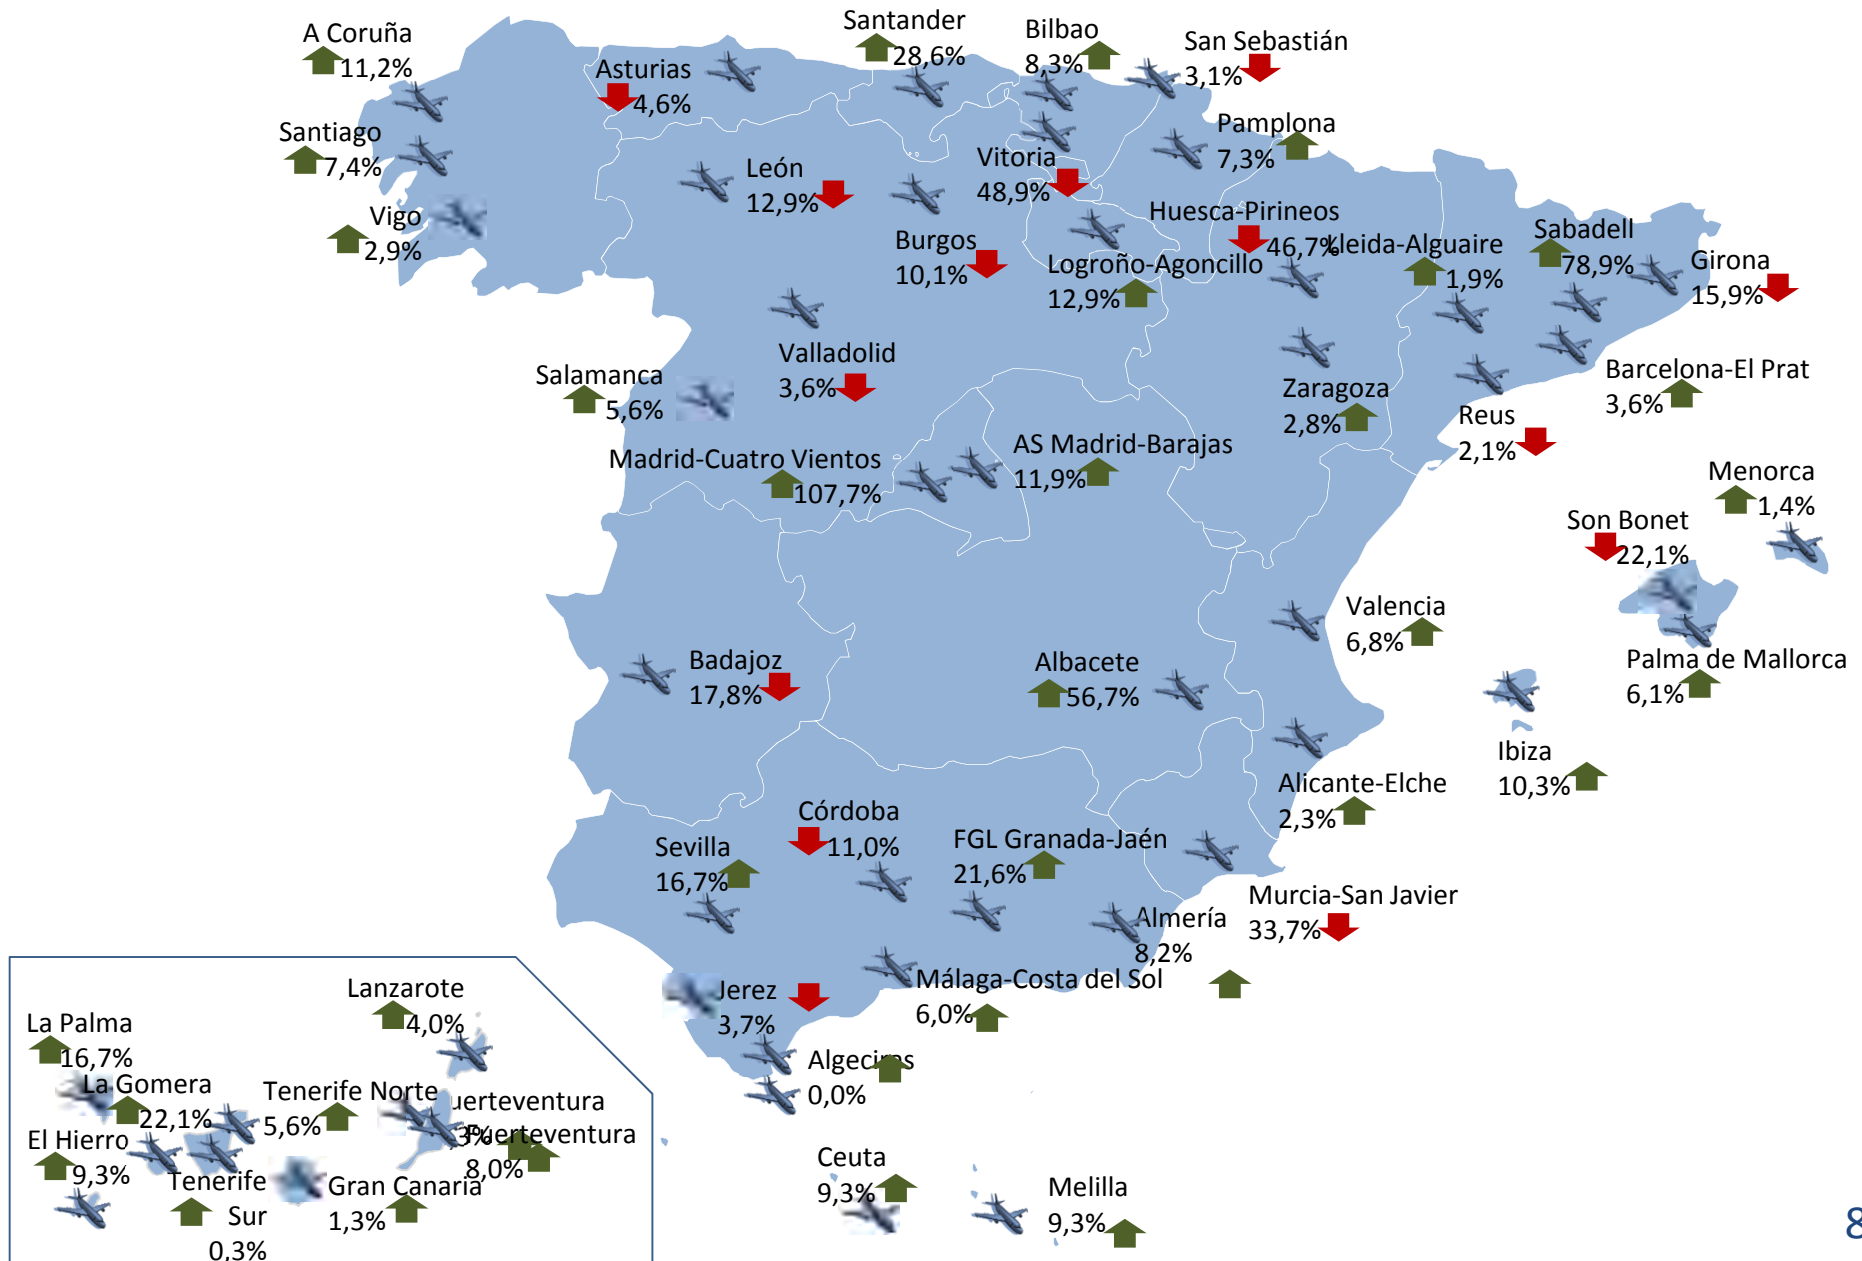 A Coruña
11,2%
Santander
28,6%
Bilbao
8,3%
San Sebastián
3,1%
Asturias
4,6%
Santiago
7,4%
Pamplona
7,3%
León
12,9%
Vitoria
48,9%
Vigo
2,9%
Huesca-Pirineos
46,7%
Burgos
10,1%
Logroño-Agoncillo
12,9%
Lleida-Alguaire
1,9%
Sabadell
78,9%
Girona
15,9%
Valladolid
3,6%
Salamanca
5,6%
Zaragoza
2,8%
Barcelona-El Prat
3,6%
Reus
2,1%
Madrid-Cuatro Vientos
107,7%
AS Madrid-Barajas
11,9%
Menorca
1,4%
Son Bonet
22,1%
Valencia
6,8%
Palma de Mallorca
6,1%
Badajoz
17,8%
Albacete
56,7%
Ibiza
10,3%
Alicante-Elche
2,3%
Córdoba
11,0%
Sevilla
16,7%
FGL Granada-Jaén
21,6%
Murcia-San Javier
33,7%
Almería
8,2%
Málaga-Costa del Sol
6,0%
Jerez
3,7%
Algeciras
0,0%
Lanzarote
4,0%
La Palma
16,7%
La Gomera
22,1%
Tenerife Norte
5,6%
uerteventura
3%
Fuerteventura
8,0%
El Hierro
9,3%
Tenerife
Sur
0,3%
Gran Canaria
1,3%
Ceuta
9,3%
Melilla
9,3%
8